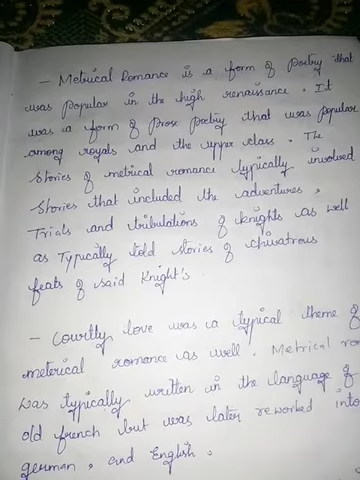 - Metrical Romance is a form of Poetry that
was Popular in the high renaissance. It
was a form of Prose Poetry that was popular
among royals and the upper class. The
Stories of metrical romance typically involved
Stories that included the adventures,
Trials and tribulations of knights as well
as Typically told stories of chivatrous
feats of said Knight's
- Courtly love was a typical theme of
meterical romance as well. Metrical ro
was typically written in the language of
old french but was later reworked into
german, and English.